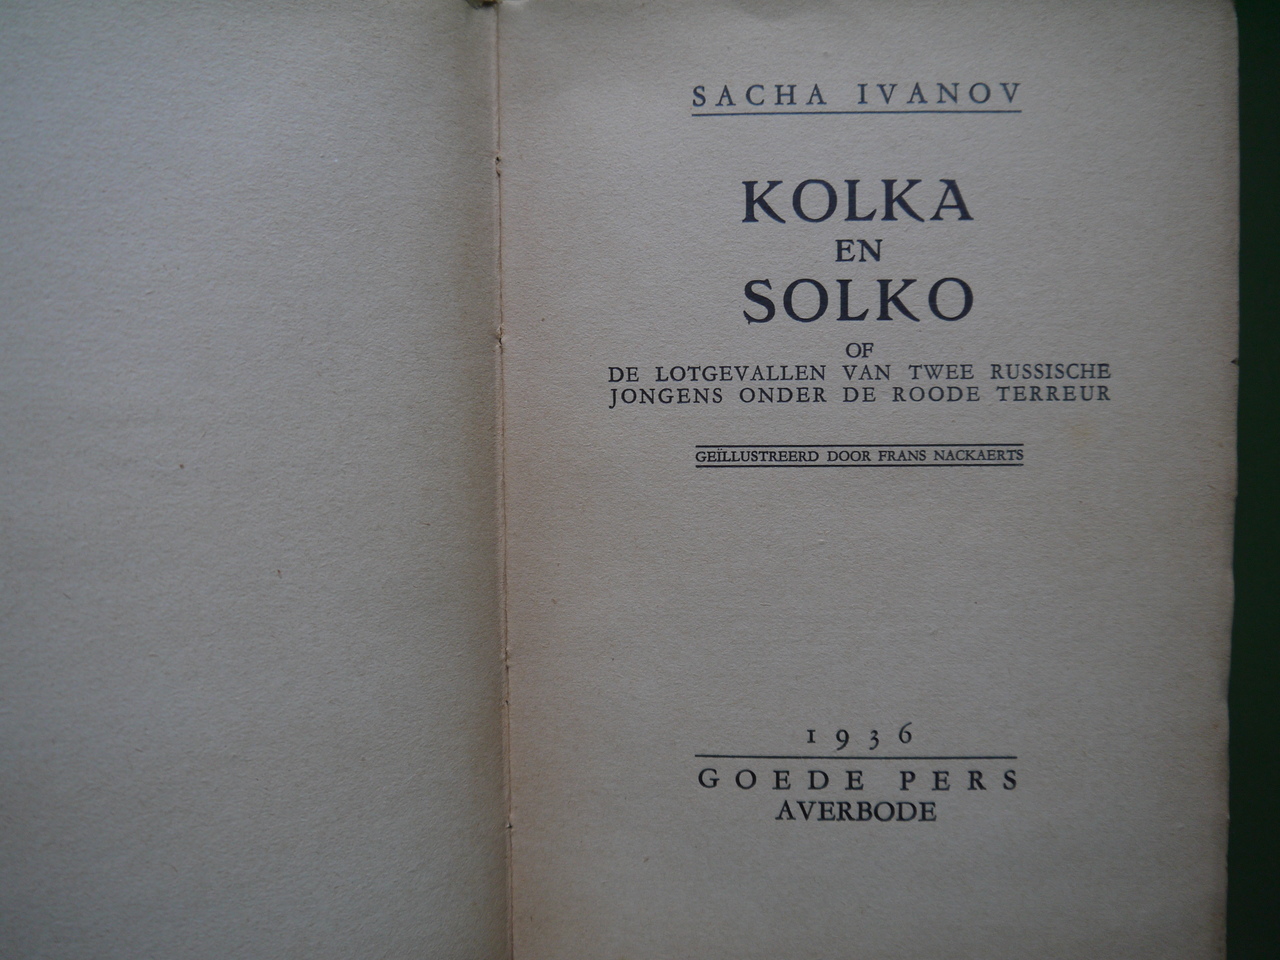 SACHA IVANOV
KOLKA
EN
SOLKO
OF
DE LOTGEVALLEN VAN TWEE RUSSISCHE
JONGENS ONDER DE ROODE TERREUR
GEÏLLUSTREERD DOOR FRANS NACKAERTS
1936
GOEDE PERS
AVERBODE